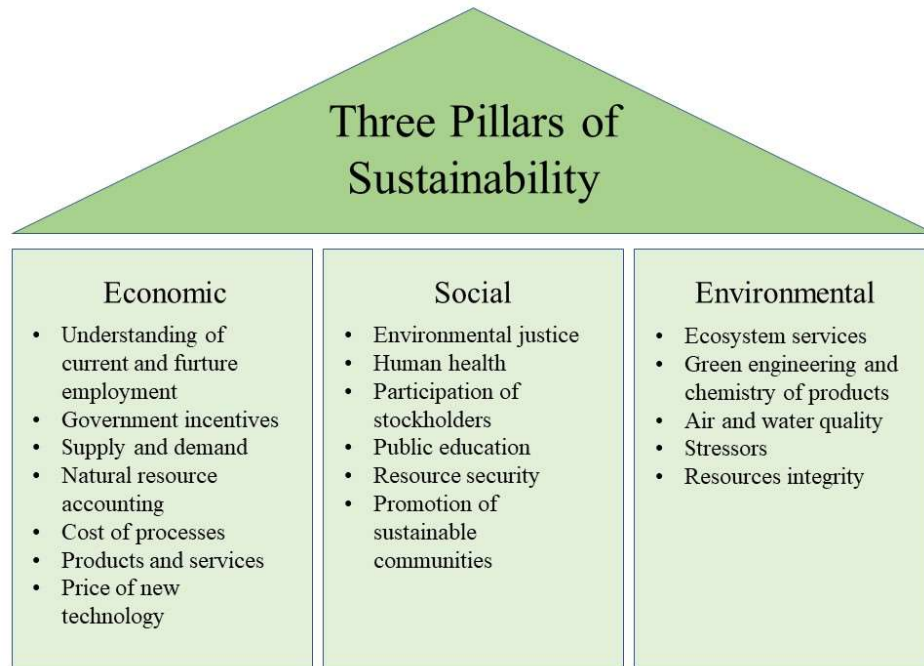 Three Pillars of
Sustainability
Economic
• Understanding of
current and furture
employment
• Government incentives
• Supply and demand
• Natural resource
accounting
• Cost of processes
• Products and services
• Price of new
technology
Social
• Environmental justice
• Human health
• Participation of
stockholders
• Public education
• Resource security
• Promotion of
sustainable
communities
Environmental
• Ecosystem services
• Green engineering and
chemistry of products
• Air and water quality
• Stressors
• Resources integrity